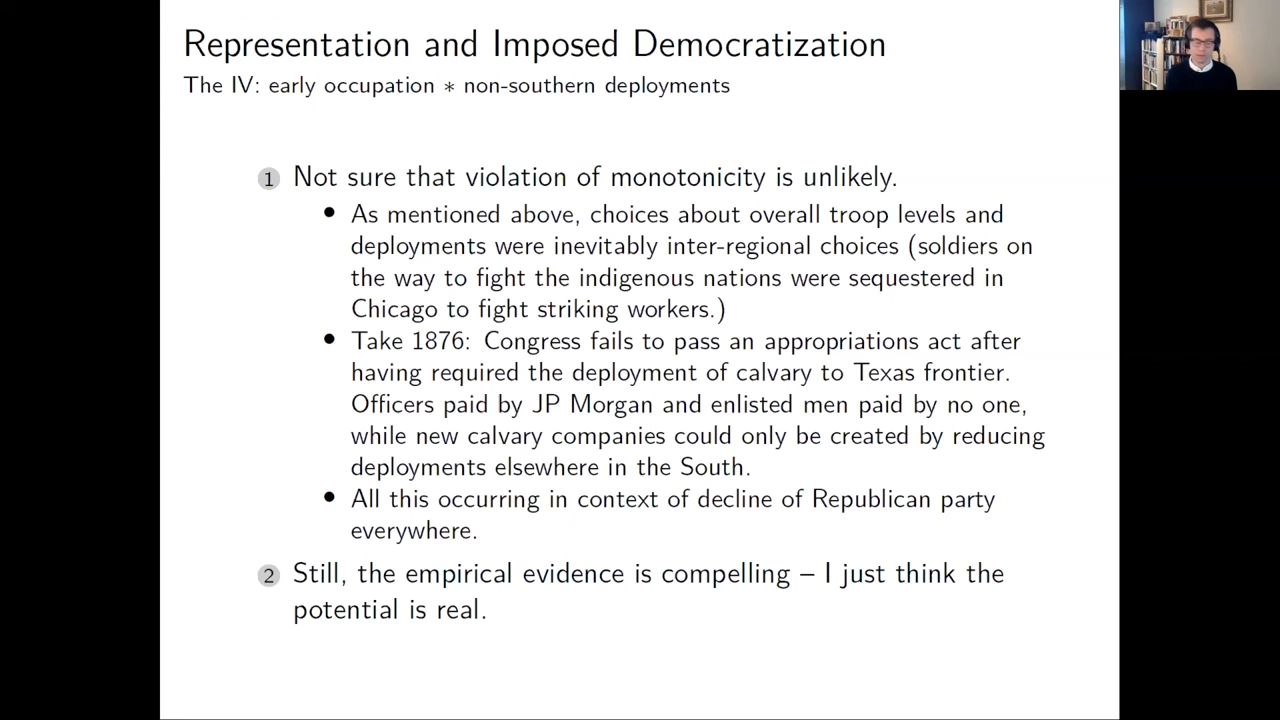 Representation and Imposed Democratization
The IV: early occupation ∗ non-southern deployments
1 Not sure that violation of monotonicity is unlikely.
• As mentioned above, choices about overall troop levels and
deployments were inevitably inter-regional choices (soldiers on
the way to fight the indigenous nations were sequestered in
Chicago to fight striking workers.)
• Take 1876: Congress fails to pass an appropriations act after
having required the deployment of calvary to Texas frontier.
Officers paid by JP Morgan and enlisted men paid by no one,
while new calvary companies could only be created by reducing
deployments elsewhere in the South.
• All this occurring in context of decline of Republican party
everywhere.
2 Still, the empirical evidence is compelling – I just think the
potential is real.